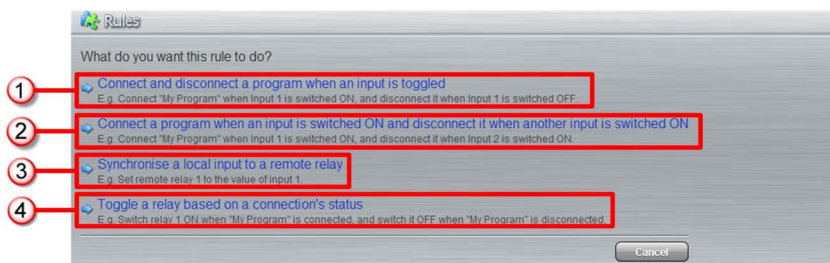 Rules
What do you want this rule to do?
1
Connect and disconnect a program when an input is toggled
E.g. Connect "My Program" when Input 1 is switched ON, and disconnect it when Input 1 is switched OFF.
2
Connect a program when an input is switched ON and disconnect it when another input is switched ON
E.g. Connect "My Program" when Input 1 is switched ON, and disconnect it when Input 2 is switched ON.
3
Synchronise a local input to a remote relay
E.g. Set remote relay 1 to the value of input 1.
4
Toggle a relay based on a connection's status
E.g. Switch relay 1 ON when "My Program" is connected, and switch it OFF when "My Program" is disconnected.
Cancel